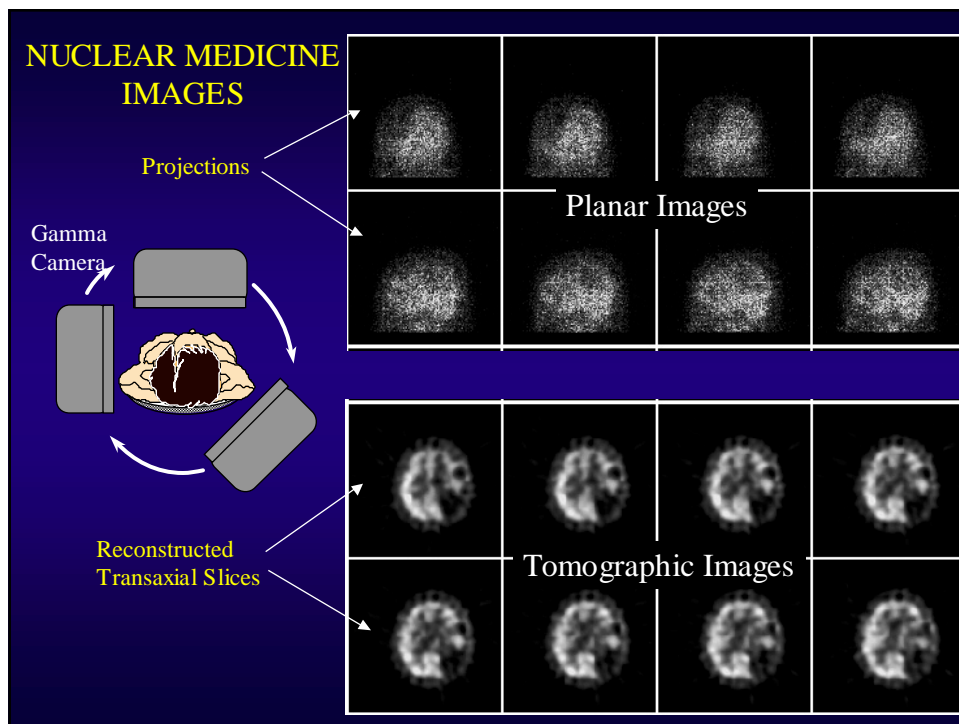 NUCLEAR MEDICINE
IMAGES
Projections
Planar Images
Gamma
Camera
Reconstructed
Transaxial Slices
Tomographic Images